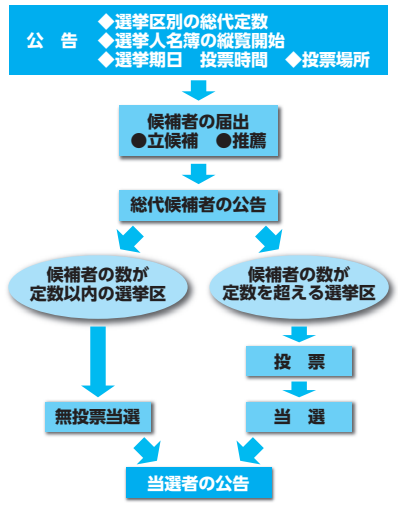 公　告
◆選挙区別の総代定数
◆選挙人名簿の縦覧開始
◆選挙期日　投票時間　◆投票場所
候補者の届出
●立候補　●推薦
総代候補者の公告
候補者の数が
定数以内の選挙区
候補者の数が
定数を超える選挙区
投　票
無投票当選
当　選
当選者の公告